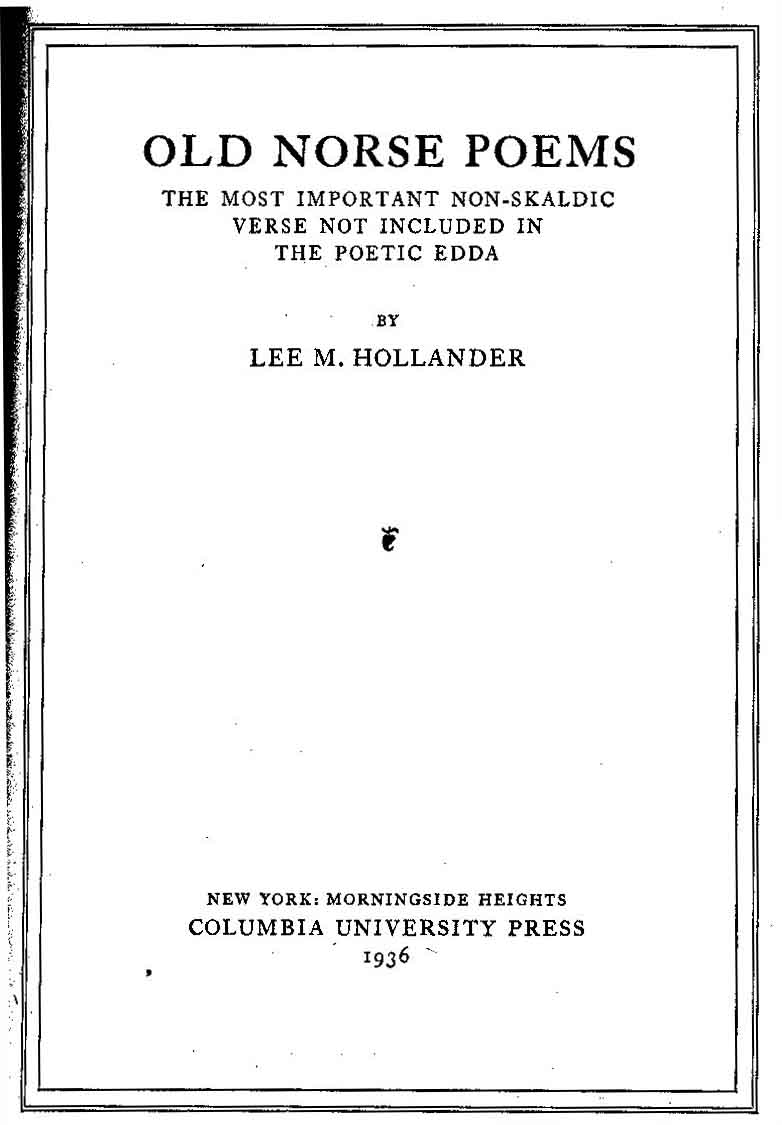 OLD NORSE POEMS
THE MOST IMPORTANT NON-SKALDIC
VERSE NOT INCLUDED IN
THE POETIC EDDA
BY
LEE M. HOLLANDER
NEW YORK: MORNINGSIDE HEIGHTS
COLUMBIA UNIVERSITY PRESS
1936